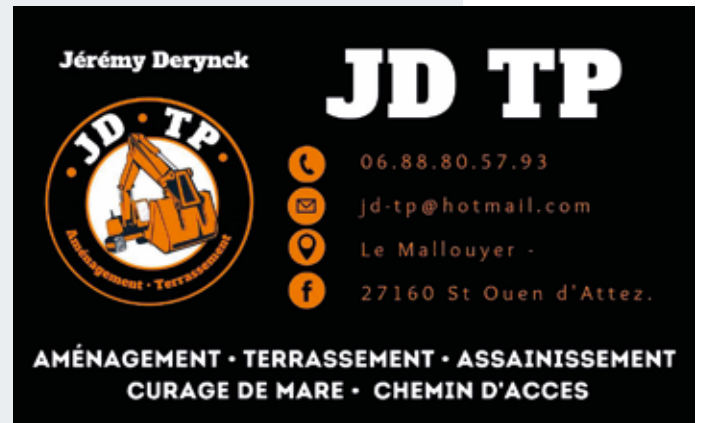 Jérémy Derynck
JD TP
JD • TP
Aménagement • Terrassement
06.88.80.57.93
jd-tp@hotmail.com
Le Mallouyer -
27160 St Ouen d'Attez.
AMÉNAGEMENT • TERRASSEMENT • ASSAINISSEMENT
CURAGE DE MARE • CHEMIN D'ACCES